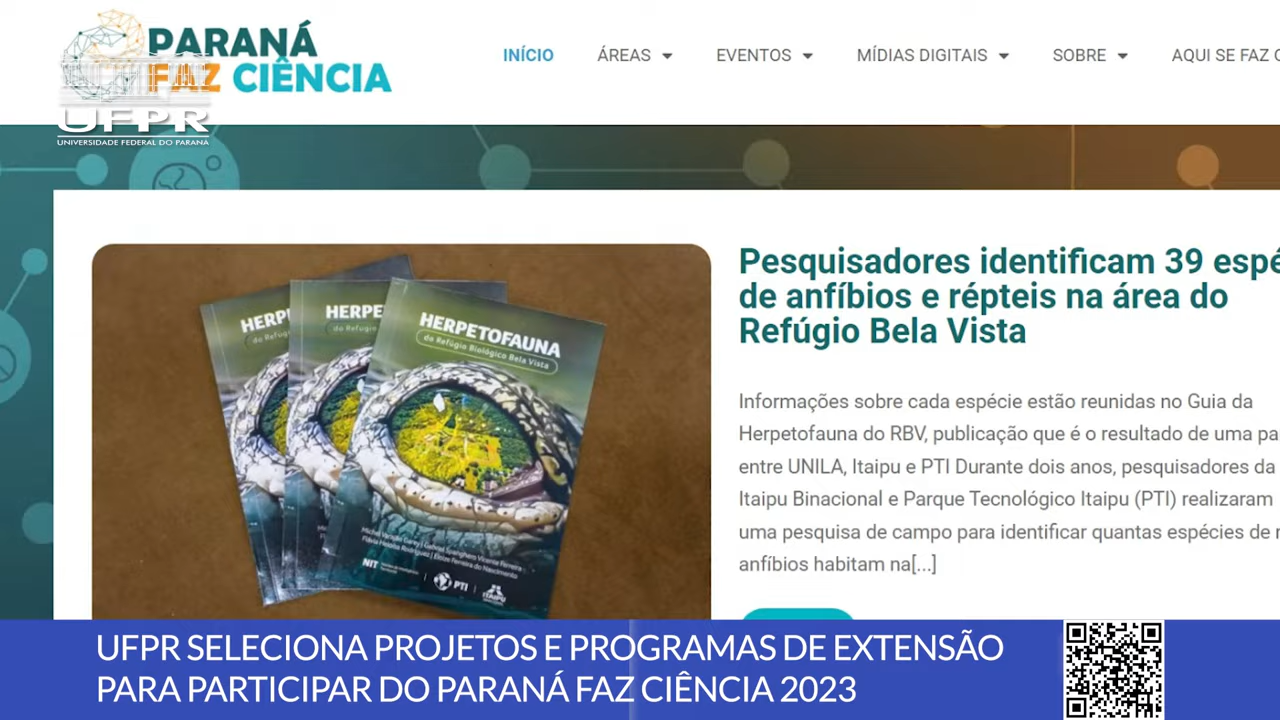 PARANÁ
FAZ CIÊNCIA
UFPR
UNIVERSIDADE FEDERAL DO PARANÁ
INÍCIO ÁREAS EVENTOS MÍDIAS DIGITAIS SOBRE AQUI SE FAZ C
HERPETOFAUNA
do Refúgio Biológico Bela Vista
HERPE
do Refúgio
HERP
NIT
PTI
ITAIPU
Pesquisadores identificam 39 espé
de anfíbios e répteis na área do
Refúgio Bela Vista
Informações sobre cada espécie estão reunidas no Guia da
Herpetofauna do RBV, publicação que é o resultado de uma pa
entre UNILA, Itaipu e PTI Durante dois anos, pesquisadores da
Itaipu Binacional e Parque Tecnológico Itaipu (PTI) realizaram
uma pesquisa de campo para identificar quantas espécies de r
anfíbios habitam na[...]
UFPR SELECIONA PROJETOS E PROGRAMAS DE EXTENSÃO
PARA PARTICIPAR DO PARANÁ FAZ CIÊNCIA 2023